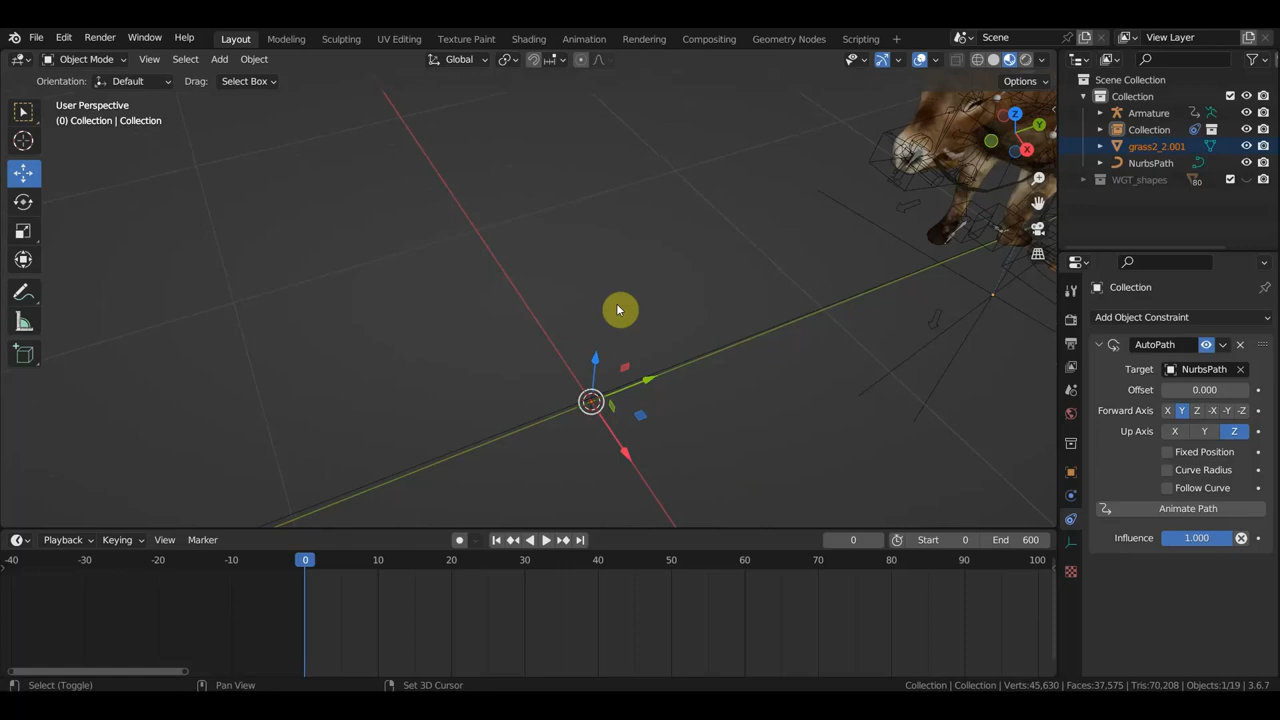 File Edit Render Window Help Layout Modeling Sculpting UV Editing Texture Paint Shading Animation Rendering Compositing Geometry Nodes Scripting + Scene View Layer
Object Mode View Select Add Object Global
Orientation: Default Drag: Select Box Options
User Perspective
(0) Collection | Collection
Z
Y
X
Scene Collection
Collection
Armature
Collection
grass2_2.001
NurbsPath
WGT_shapes 80
Collection
Add Object Constraint
AutoPath
Target NurbsPath
Offset 0.000
Forward Axis X Y Z -X -Y -Z
Up Axis X Y Z
Fixed Position
Curve Radius
Follow Curve
Animate Path
Influence 1.000
Playback Keying View Marker 0 Start 0 End 600
-40 -30 -20 -10 0 10 20 30 40 50 60 70 80 90 100
Select (Toggle) Pan View Set 3D Cursor Collection | Collection | Verts:45,630 | Faces:37,575 | Tris:70,208 | Objects:1/19 | 3.6.7